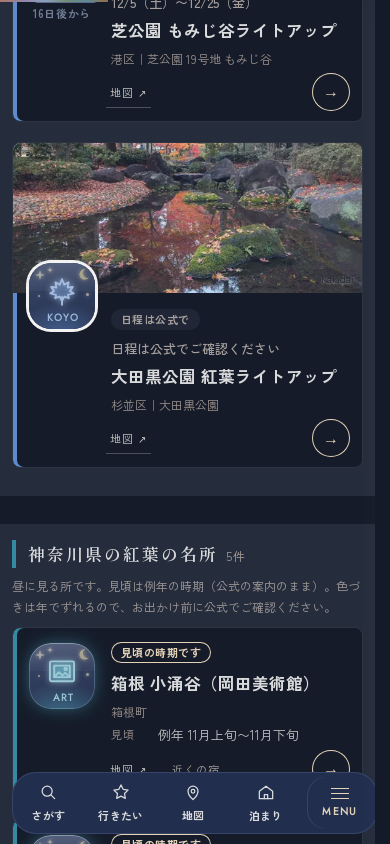 12/5（土）〜12/25（金）
16日後から
芝公園 もみじ谷ライトアップ
港区｜芝公園19号地 もみじ谷
地図 ↗
→
KOYO
日程は公式で
日程は公式でご確認ください
大田黒公園 紅葉ライトアップ
杉並区｜大田黒公園
地図 ↗
→
神奈川県の紅葉の名所 5件
昼に見る所です。見頃は例年の時期（公式の案内のまま）。色づ
きは年でずれるので、お出かけ前に公式でご確認ください。
見頃の時期です
ART
箱根 小涌谷（岡田美術館）
箱根町
見頃 例年 11月上旬〜11月下旬
地図 ↗ 近くの宿
→
さがす 行きたい 地図 泊まり MENU
見頃の時期です